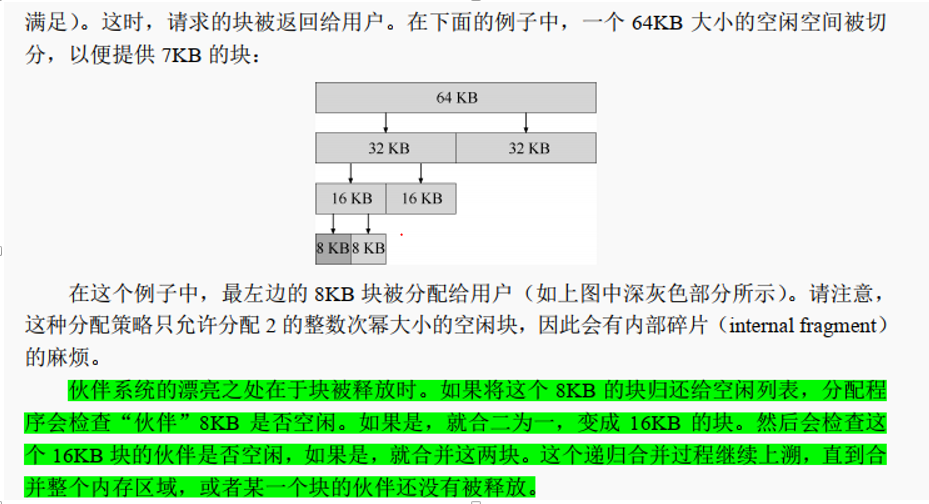 满足）。这时，请求的块被返回给用户。在下面的例子中，一个 64KB 大小的空闲空间被切
分，以便提供 7KB 的块：
64 KB
32 KB 32 KB
16 KB 16 KB
8 KB 8 KB
在这个例子中，最左边的 8KB 块被分配给用户（如上图中深灰色部分所示）。请注意，
这种分配策略只允许分配 2 的整数次幂大小的空闲块，因此会有内部碎片（internal fragment）
的麻烦。
伙伴系统的漂亮之处在于块被释放时。如果将这个 8KB 的块归还给空闲列表，分配程
序会检查“伙伴”8KB 是否空闲。如果是，就合二为一，变成 16KB 的块。然后会检查这
个 16KB 块的伙伴是否空闲，如果是，就合并这两块。这个递归合并过程继续上溯，直到合
并整个内存区域，或者某一个块的伙伴还没有被释放。